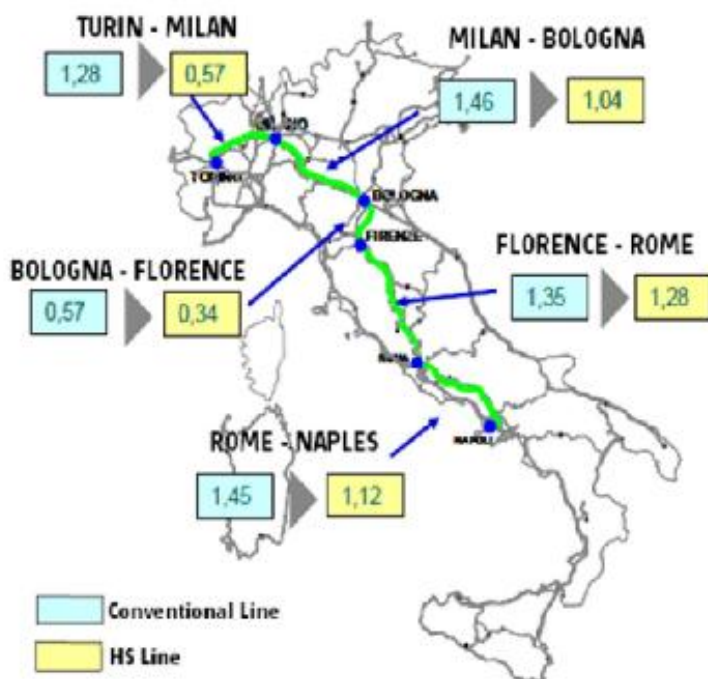 TURIN - MILAN
1,28 0,57
MILAN - BOLOGNA
1,46 1,04
TORINO
BOLOGNA
FIRENZE
BOLOGNA - FLORENCE
0,57 0,34
FLORENCE - ROME
1,35 1,28
ROMA
NAPOLI
ROME - NAPLES
1,45 1,12
Conventional Line
HS Line